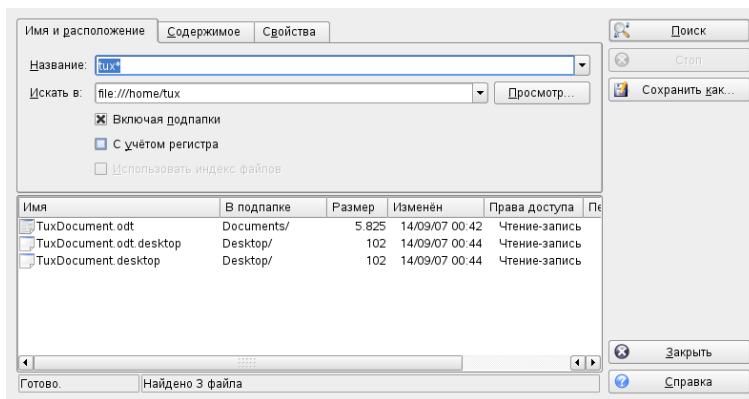 Имя и расположение Содержимое Свойства
Поиск
Название: tux*
Стоп
Искать в: file:///home/tux Просмотр...
Сохранить как...
Включая подпапки
С учётом регистра
Использовать индекс файлов
Имя В подпапке Размер Изменён Права доступа Пе
TuxDocument.odt Documents/ 5.825 14/09/07 00:42 Чтение-запись
TuxDocument.odt.desktop Desktop/ 102 14/09/07 00:44 Чтение-запись
TuxDocument.desktop Desktop/ 102 14/09/07 00:44 Чтение-запись
Закрыть
Готово. Найдено 3 файла
Справка